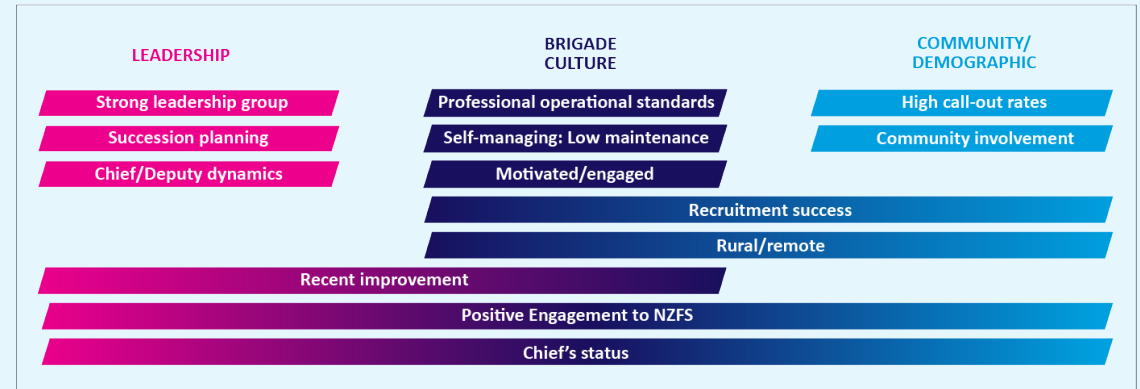 LEADERSHIP
BRIGADE
CULTURE
COMMUNITY/
DEMOGRAPHIC
Strong leadership group
Professional operational standards
High call-out rates
Succession planning
Self-managing: Low maintenance
Community involvement
Chief/Deputy dynamics
Motivated/engaged
Recruitment success
Rural/remote
Recent improvement
Positive Engagement to NZFS
Chief’s status